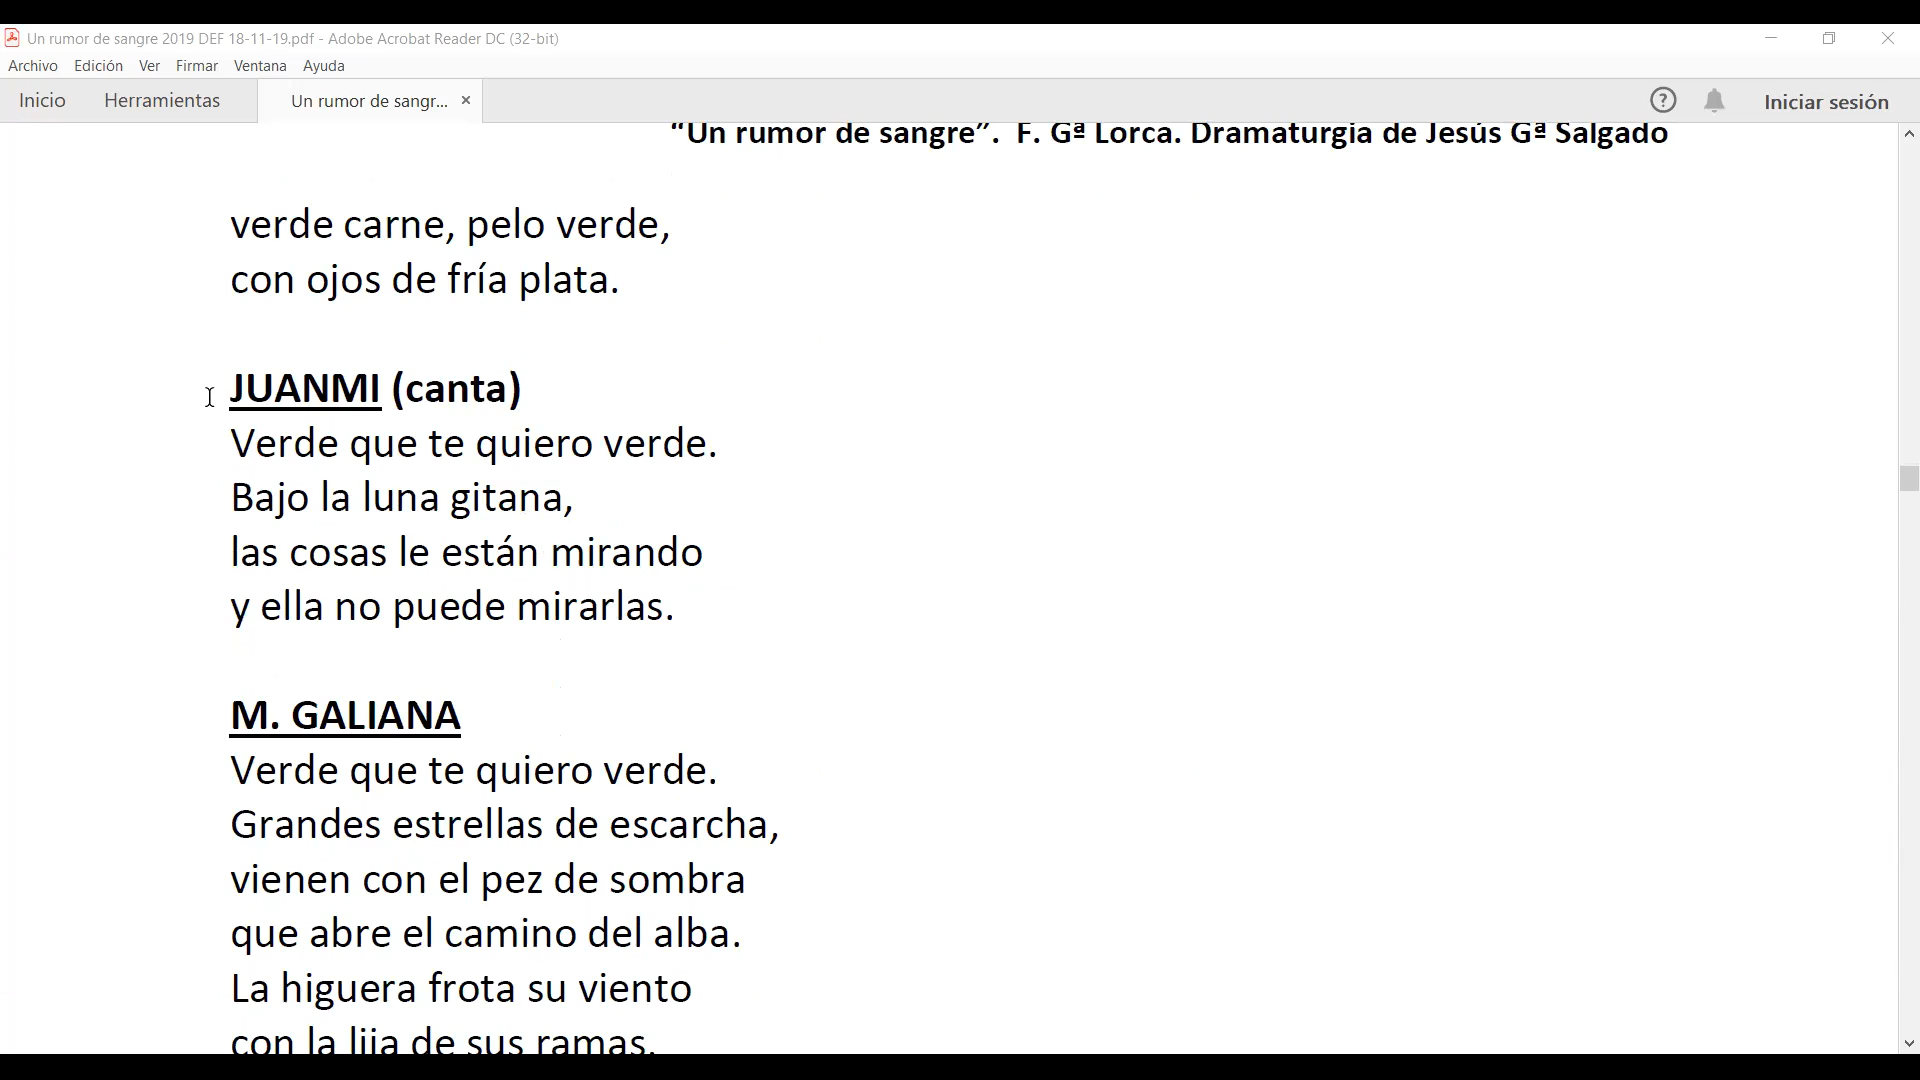 Un rumor de sangre 2019 DEF 18-11-19.pdf - Adobe Acrobat Reader DC (32-bit)
Archivo Edición Ver Firmar Ventana Ayuda
Inicio Herramientas Un rumor de sangr... × ? Iniciar sesión
“Un rumor de sangre”. F. Gª Lorca. Dramaturgia de Jesús Gª Salgado
verde carne, pelo verde,
con ojos de fría plata.
JUANMI (canta)
Verde que te quiero verde.
Bajo la luna gitana,
las cosas le están mirando
y ella no puede mirarlas.
M. GALIANA
Verde que te quiero verde.
Grandes estrellas de escarcha,
vienen con el pez de sombra
que abre el camino del alba.
La higuera frota su viento
con la lija de sus ramas.